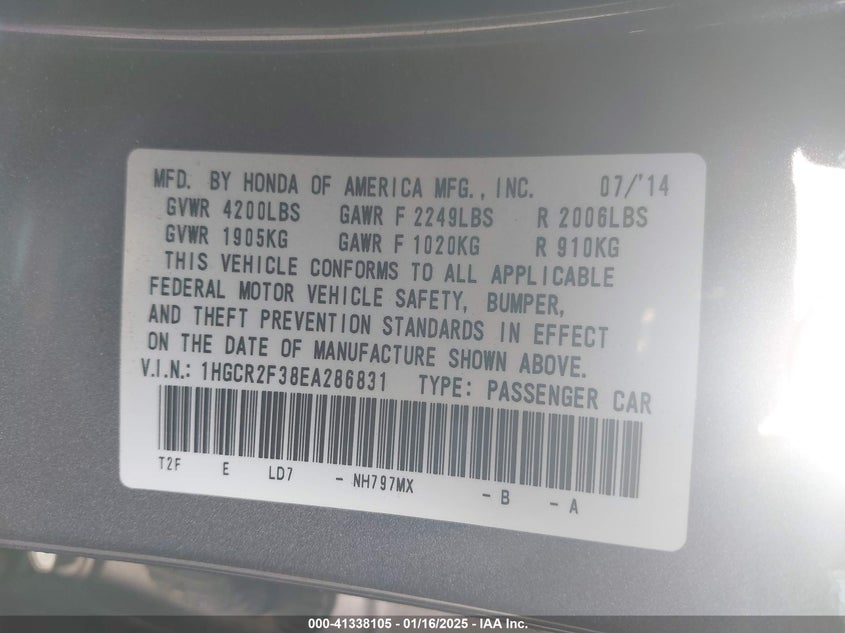 MFD. BY HONDA OF AMERICA MFG., INC. 07/'14
GVWR 4200LBS GAWR F 2249LBS R 2006LBS
GVWR 1905KG GAWR F 1020KG R 910KG
THIS VEHICLE CONFORMS TO ALL APPLICABLE
FEDERAL MOTOR VEHICLE SAFETY, BUMPER,
AND THEFT PREVENTION STANDARDS IN EFFECT
ON THE DATE OF MANUFACTURE SHOWN ABOVE.
V.I.N.: 1HGCR2F38EA286831 TYPE: PASSENGER CAR
T2F E LD7 - NH797MX - B - A
000-41338105 - 01/16/2025 - IAA Inc.